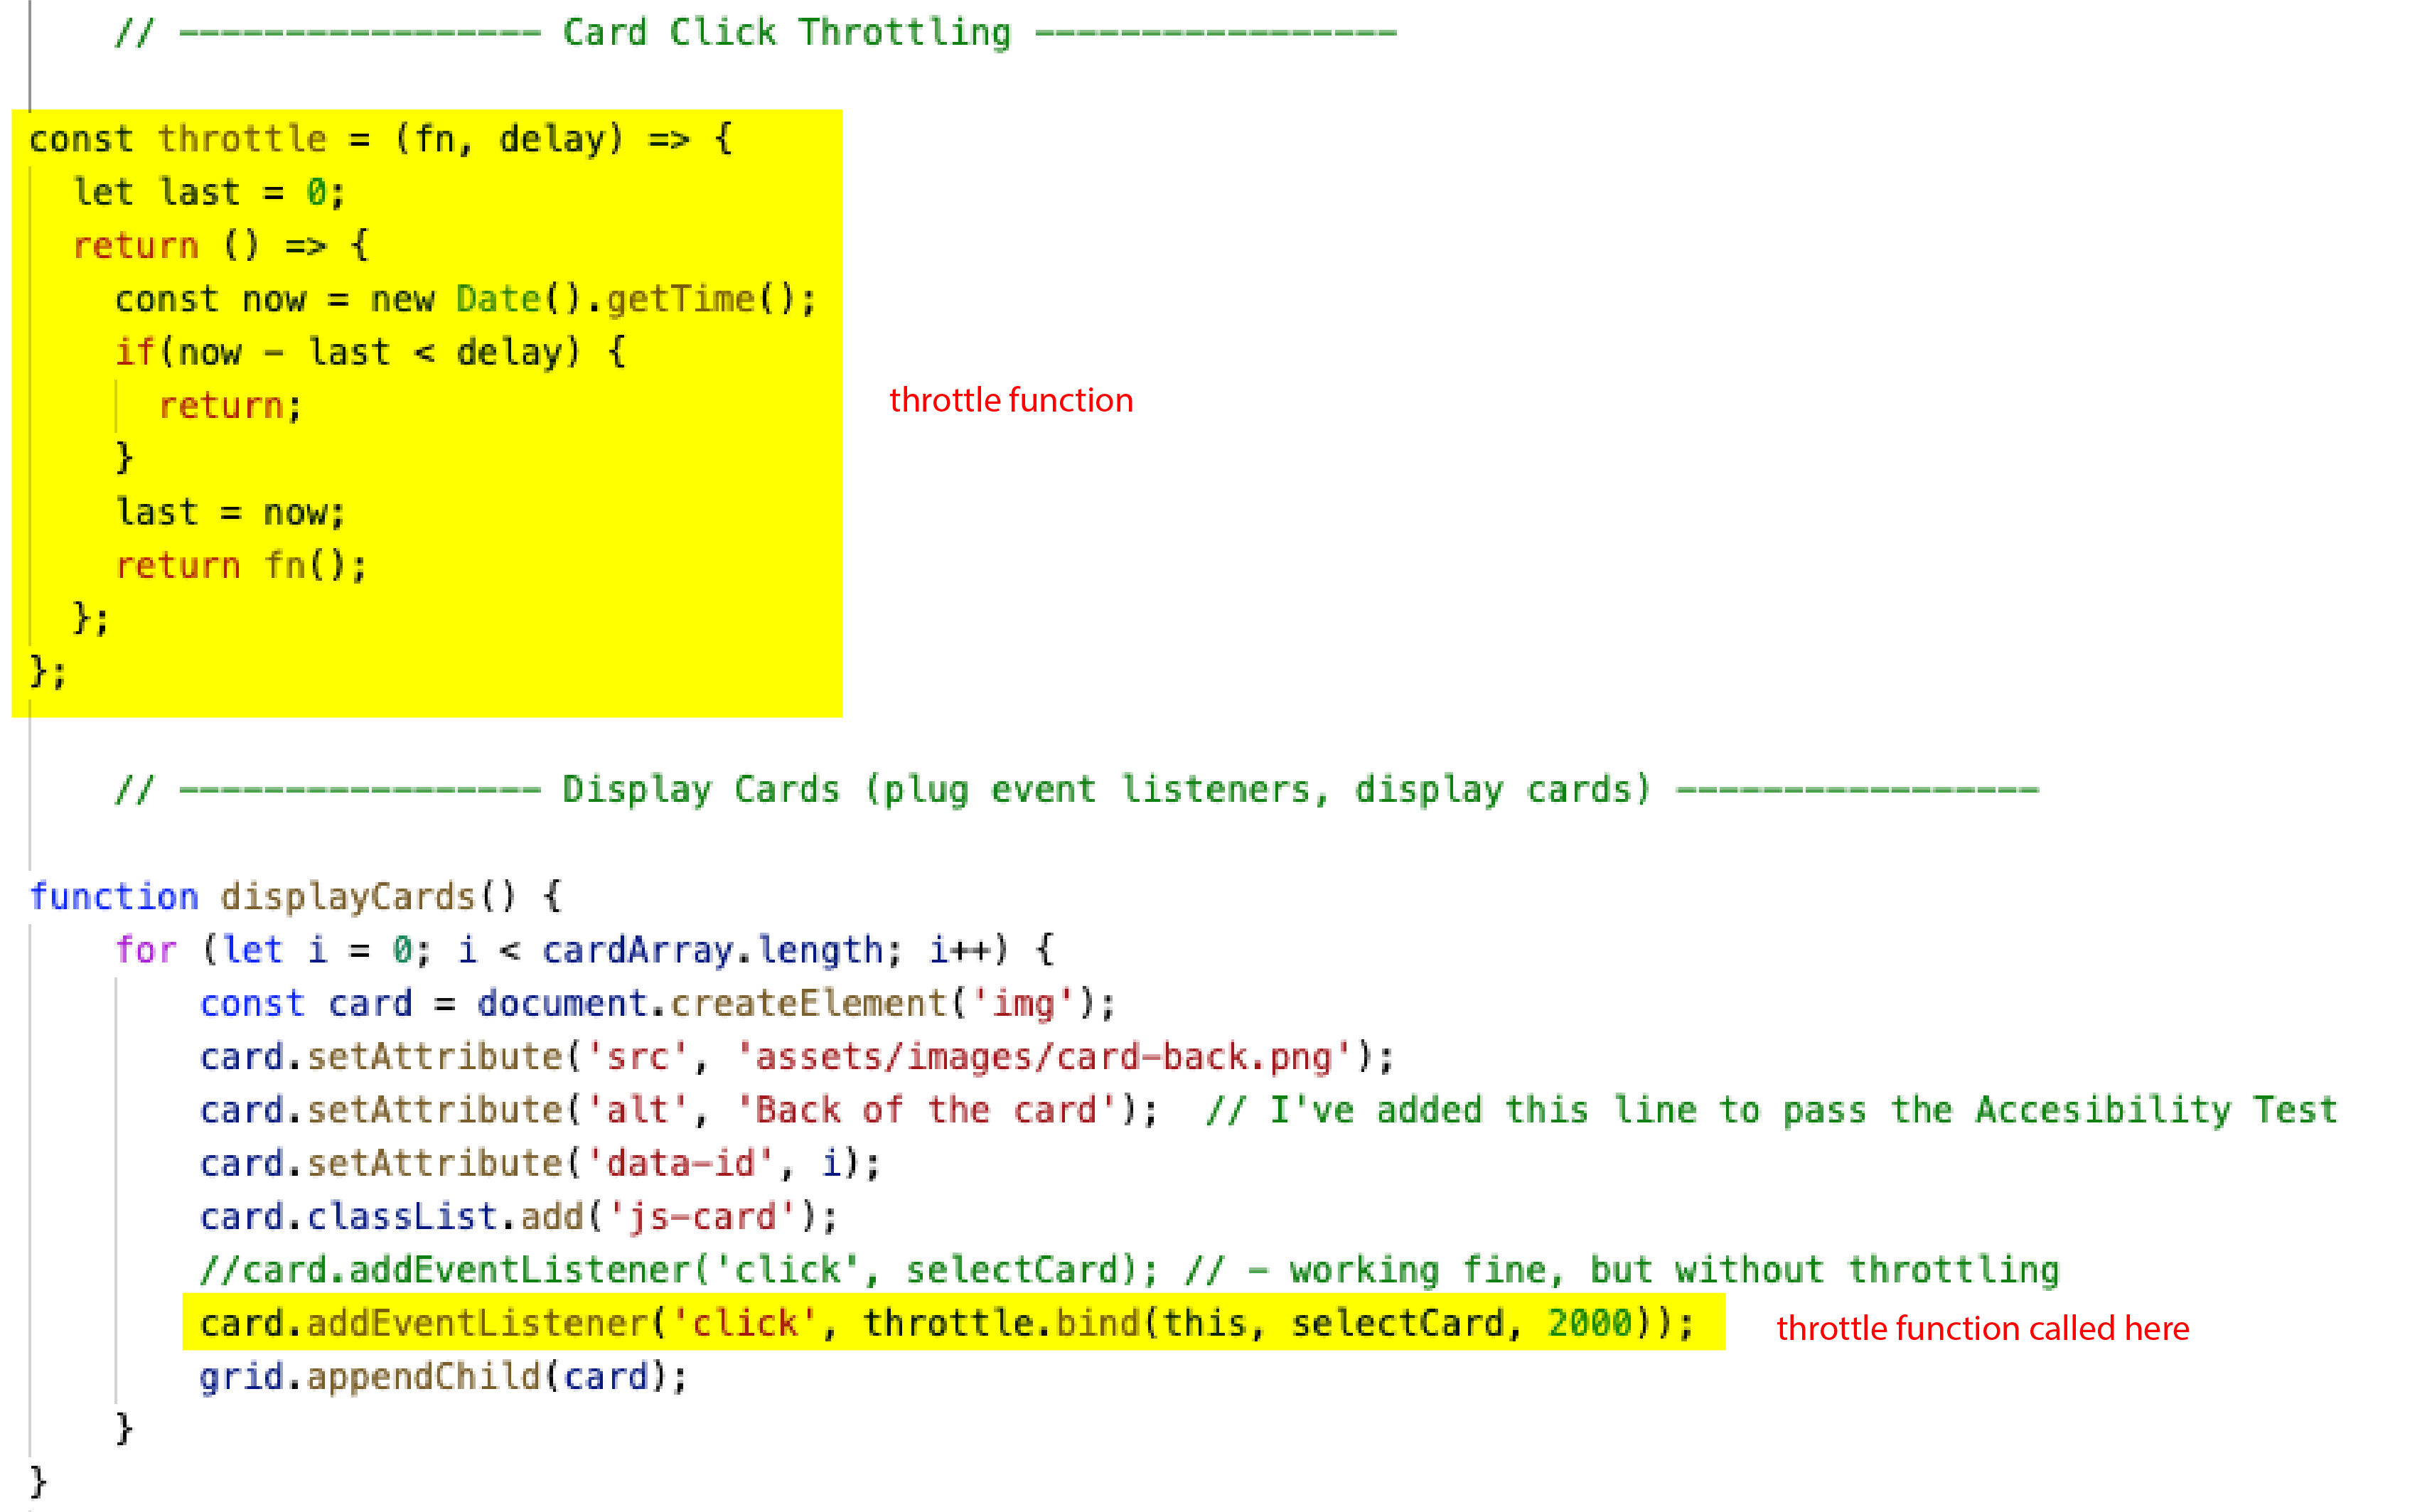 // ----------------- Card Click Throttling -----------------
const throttle = (fn, delay) => {
let last = 0;
return () => {
const now = new Date().getTime();
if(now - last < delay) {
return;
throttle function
}
last = now;
return fn();
};
};
// ----------------- Display Cards (plug event listeners, display cards) -----------------
function displayCards() {
for (let i = 0; i < cardArray.length; i++) {
const card = document.createElement('img');
card.setAttribute('src', 'assets/images/card-back.png');
card.setAttribute('alt', 'Back of the card');  // I've added this line to pass the Accesibility Test
card.setAttribute('data-id', i);
card.classList.add('js-card');
//card.addEventListener('click', selectCard); // - working fine, but without throttling
card.addEventListener('click', throttle.bind(this, selectCard, 2000));
throttle function called here
grid.appendChild(card);
}
}